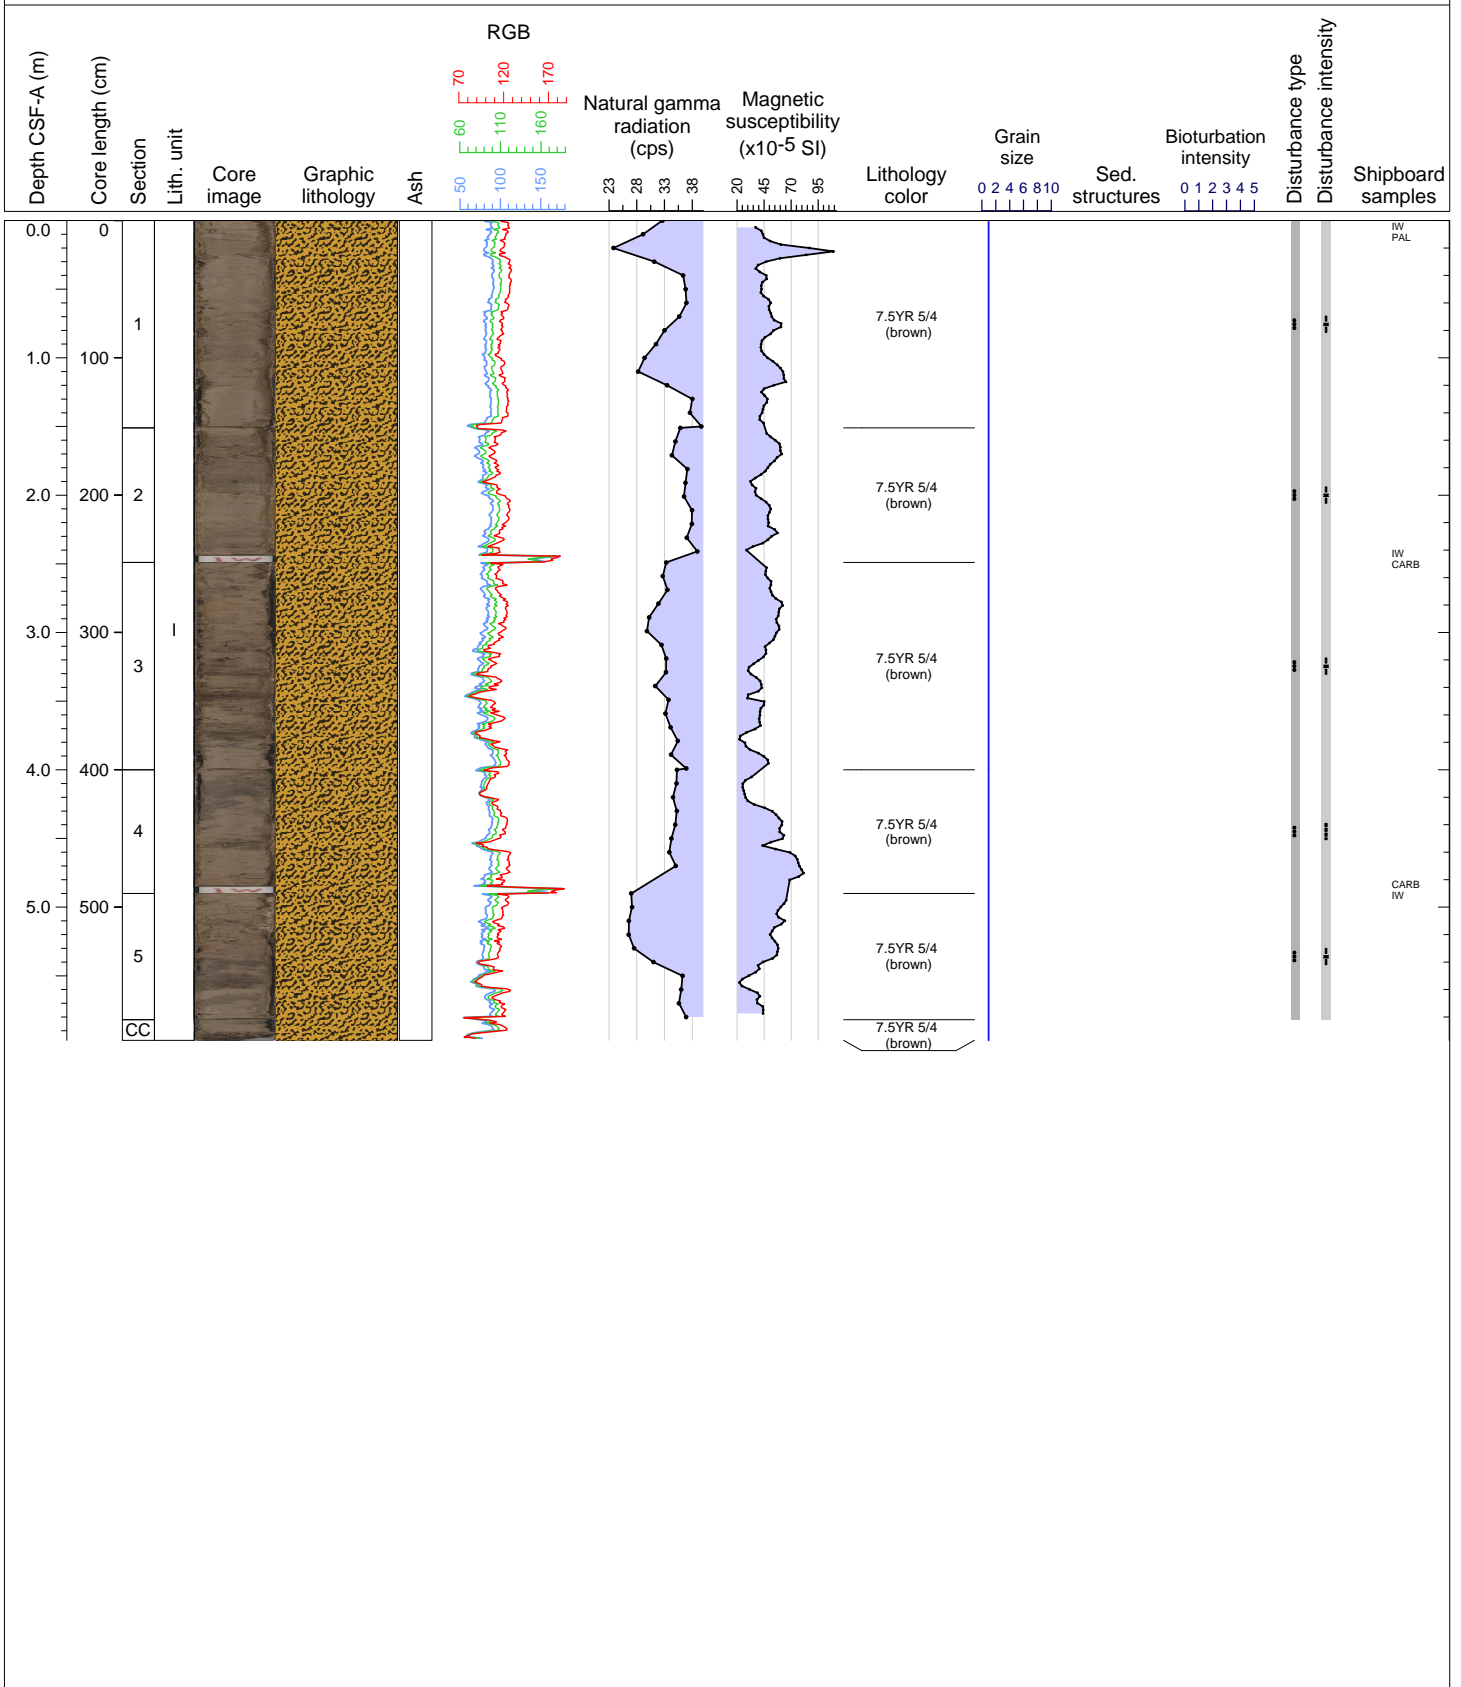 RGB
Depth CSF-A (m)
Core length (cm)
Section
Lith. unit
Core
image
Graphic
lithology
Ash
70 120 170
60 110 160
50 100 150
Natural gamma
radiation
(cps)
23 28 33 38
Magnetic
susceptibility
(x10-5 SI)
20 45 70 95
Lithology
color
Grain
size
0 2 4 6 8 10
Sed.
structures
Bioturbation
intensity
0 1 2 3 4 5
Disturbance type
Disturbance intensity
Shipboard
samples
0.0 0
IW
PAL
1
7.5YR 5/4
(brown)
1.0 100
2
7.5YR 5/4
(brown)
2.0 200
IW
IW
CARB
3.0 300
I
3
7.5YR 5/4
(brown)
4.0 400
4
7.5YR 5/4
(brown)
IW
CARB
IW
5.0 500
5
7.5YR 5/4
(brown)
CC
7.5YR 5/4
(brown)